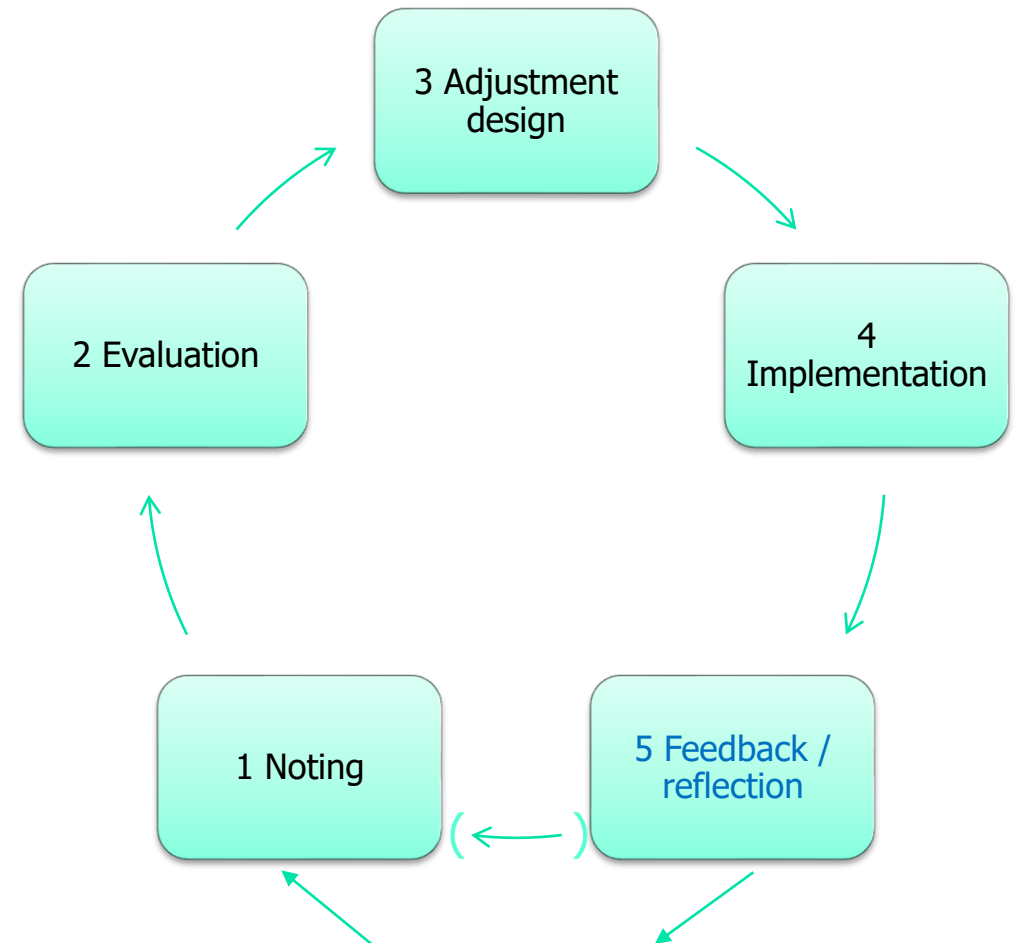 3 Adjustment
design
2 Evaluation
4
Implementation
1 Noting
5 Feedback /
reflection
( )